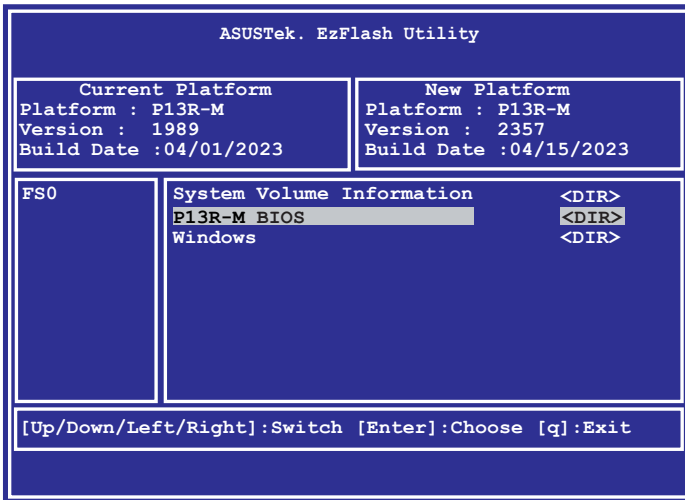 ASUSTek. EzFlash Utility
Current Platform
Platform : P13R-M
Version : 1989
Build Date :04/01/2023
New Platform
Platform : P13R-M
Version : 2357
Build Date :04/15/2023
FS0
System Volume Information <DIR>
P13R-M BIOS <DIR>
Windows <DIR>
[Up/Down/Left/Right]:Switch [Enter]:Choose [q]:Exit